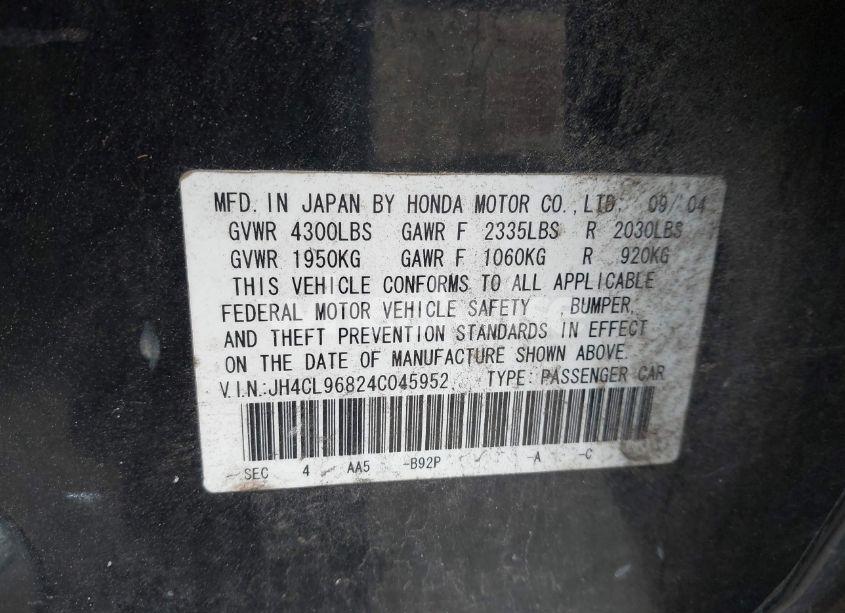 MFD. IN JAPAN BY HONDA MOTOR CO.,LTD. 09/04
GVWR 4300LBS GAWR F 2335LBS R 2030LBS
GVWR 1950KG GAWR F 1060KG R 920KG
THIS VEHICLE CONFORMS TO ALL APPLICABLE
FEDERAL MOTOR VEHICLE SAFETY ,BUMPER,
AND THEFT PREVENTION STANDARDS IN EFFECT
ON THE DATE OF MANUFACTURE SHOWN ABOVE.
V.I.N.:JH4CL96824C045952 TYPE: PASSENGER CAR
-SEC 4 - AA5 -B92P - - -A -C